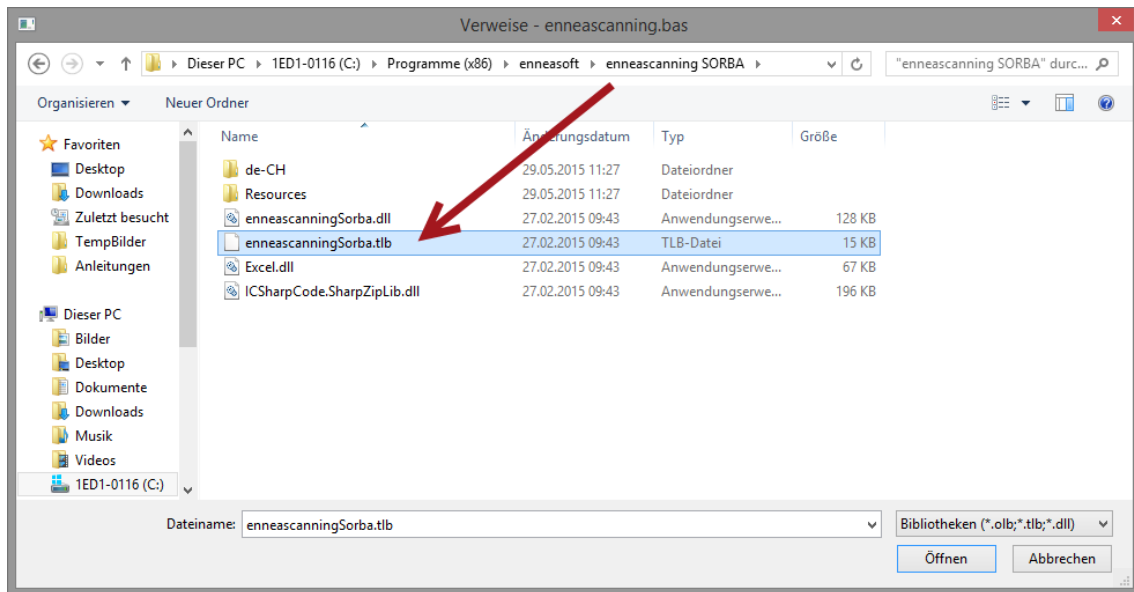 Verweise - enneascanning.bas
Dieser PC 1ED1-0116 (C:) Programme (x86) enneasoft enneascanning SORBA "enneascanning SORBA" durc...
Organisieren Neuer Ordner
Favoriten
Desktop
Downloads
Zuletzt besucht
TempBilder
Anleitungen
Dieser PC
Bilder
Desktop
Dokumente
Downloads
Musik
Videos
1ED1-0116 (C:)
Name Änderungsdatum Typ Größe
de-CH 29.05.2015 11:27 Dateiordner
Resources 29.05.2015 11:27 Dateiordner
enneascanningSorba.dll 27.02.2015 09:43 Anwendungserwe... 128 KB
enneascanningSorba.tlb 27.02.2015 09:43 TLB-Datei 15 KB
Excel.dll 27.02.2015 09:43 Anwendungserwe... 67 KB
ICSharpCode.SharpZipLib.dll 27.02.2015 09:43 Anwendungserwe... 196 KB
Dateiname: enneascanningSorba.tlb Bibliotheken (*.olb;*.tlb;*.dll)
Öffnen Abbrechen